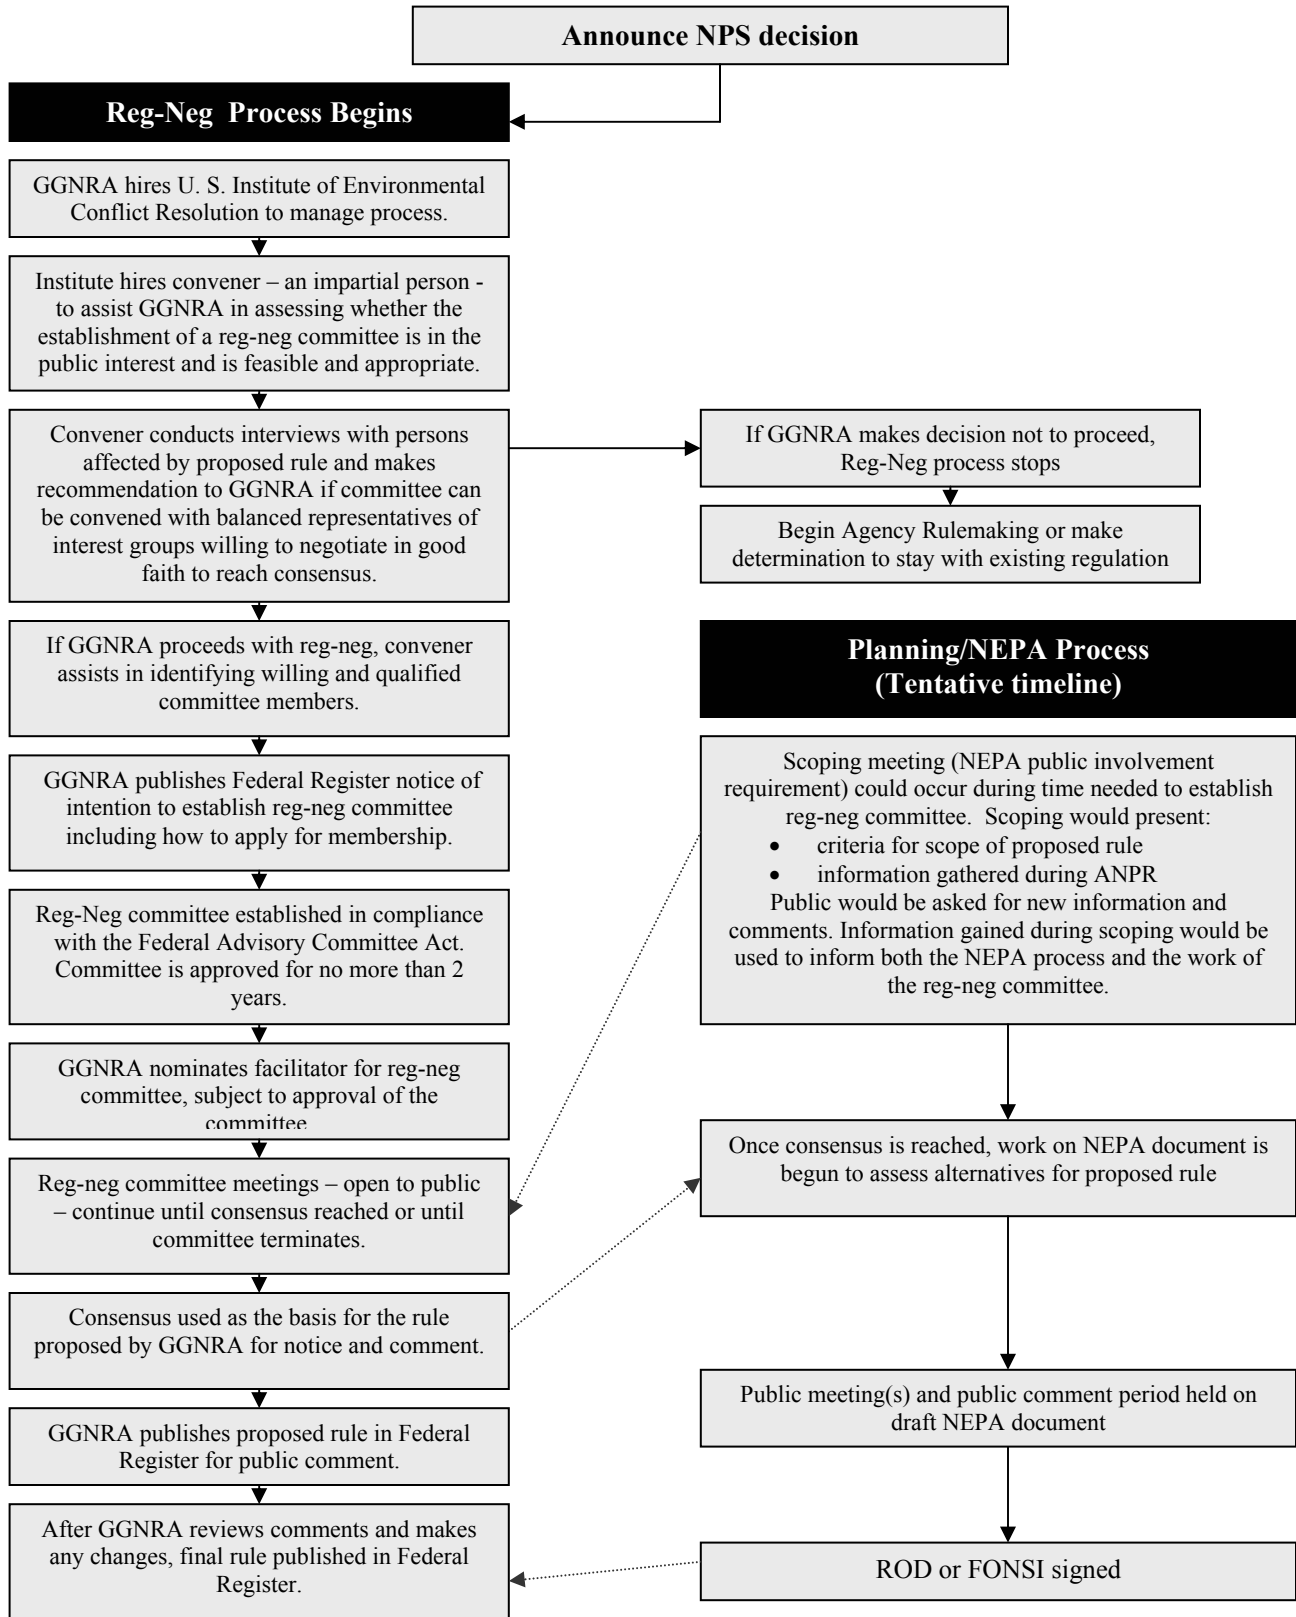 Announce NPS decision
Reg-Neg  Process Begins
GGNRA hires U. S. Institute of Environmental
Conflict Resolution to manage process.
Institute hires convener – an impartial person -
to assist GGNRA in assessing whether the
establishment of a reg-neg committee is in the
public interest and is feasible and appropriate.
Convener conducts interviews with persons
affected by proposed rule and makes
recommendation to GGNRA if committee can
be convened with balanced representatives of
interest groups willing to negotiate in good
faith to reach consensus.
If GGNRA makes decision not to proceed,
Reg-Neg process stops
Begin Agency Rulemaking or make
determination to stay with existing regulation
If GGNRA proceeds with reg-neg, convener
assists in identifying willing and qualified
committee members.
GGNRA publishes Federal Register notice of
intention to establish reg-neg committee
including how to apply for membership.
Reg-Neg committee established in compliance
with the Federal Advisory Committee Act.
Committee is approved for no more than 2
years.
GGNRA nominates facilitator for reg-neg
committee, subject to approval of the
committee
Reg-neg committee meetings – open to public
– continue until consensus reached or until
committee terminates.
Consensus used as the basis for the rule
proposed by GGNRA for notice and comment.
GGNRA publishes proposed rule in Federal
Register for public comment.
After GGNRA reviews comments and makes
any changes, final rule published in Federal
Register.
Planning/NEPA Process
(Tentative timeline)
Scoping meeting (NEPA public involvement
requirement) could occur during time needed to establish
reg-neg committee.  Scoping would present:
• criteria for scope of proposed rule
• information gathered during ANPR
Public would be asked for new information and
comments. Information gained during scoping would be
used to inform both the NEPA process and the work of
the reg-neg committee.
Once consensus is reached, work on NEPA document is
begun to assess alternatives for proposed rule
Public meeting(s) and public comment period held on
draft NEPA document
ROD or FONSI signed